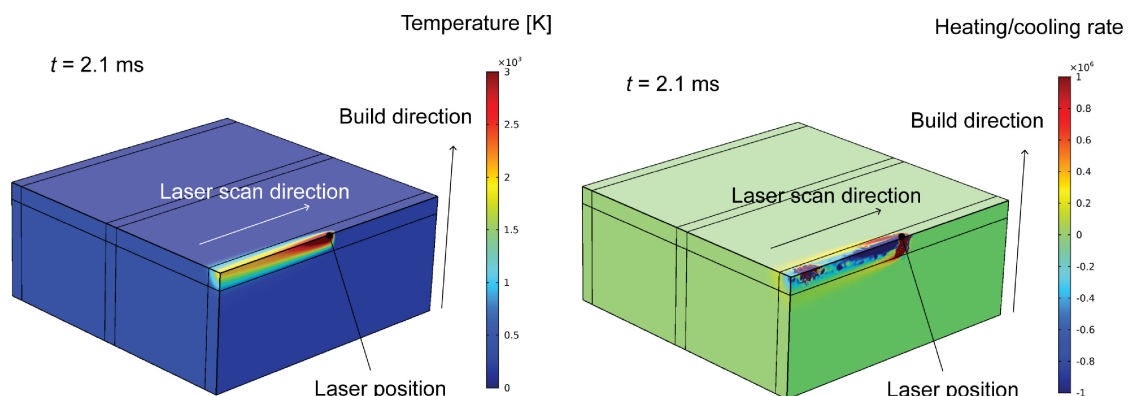 Temperature [K]
t = 2.1 ms
×10³
3
2.5
2
1.5
1
0.5
0
Build direction
Laser scan direction
Laser position
Heating/cooling rate
t = 2.1 ms
×10⁶
1
0.8
0.6
0.4
0.2
0
-0.2
-0.4
-0.6
-0.8
-1
Build direction
Laser scan direction
Laser position